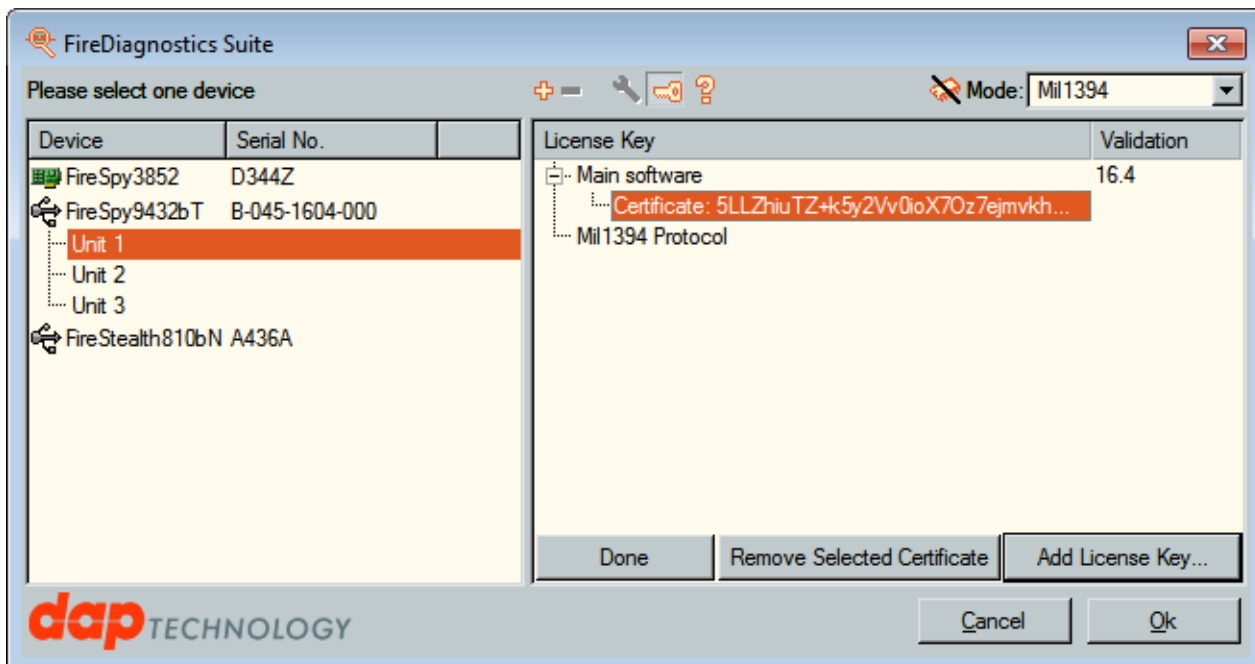 FireDiagnostics Suite
Please select one device
Mode: Mil1394
Device Serial No.
FireSpy3852 D344Z
FireSpy9432bT B-045-1604-000
Unit 1
Unit 2
Unit 3
FireStealth810bN A436A
License Key Validation
Main software 16.4
Certificate: 5LLZhiuTZ+k5y2Vv0ioX7Oz7ejmvkh...
Mil1394 Protocol
Done Remove Selected Certificate Add License Key...
dap TECHNOLOGY
Cancel Ok